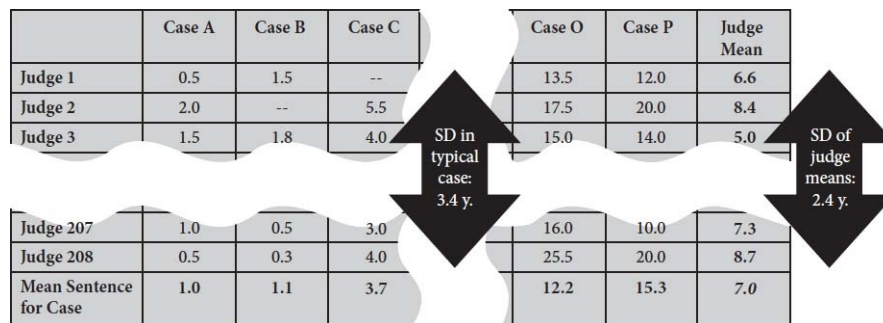 Case A Case B Case C Case O Case P Judge
Mean
Judge 1 0.5 1.5 -- 13.5 12.0 6.6
Judge 2 2.0 -- 5.5 17.5 20.0 8.4
Judge 3 1.5 1.8 4.0 15.0 14.0 5.0
SD in
typical
case:
3.4 y.
SD of
judge
means:
2.4 y.
Judge 207 1.0 0.5 3.0 16.0 10.0 7.3
Judge 208 0.5 0.3 4.0 25.5 20.0 8.7
Mean Sentence
for Case 1.0 1.1 3.7 12.2 15.3 7.0